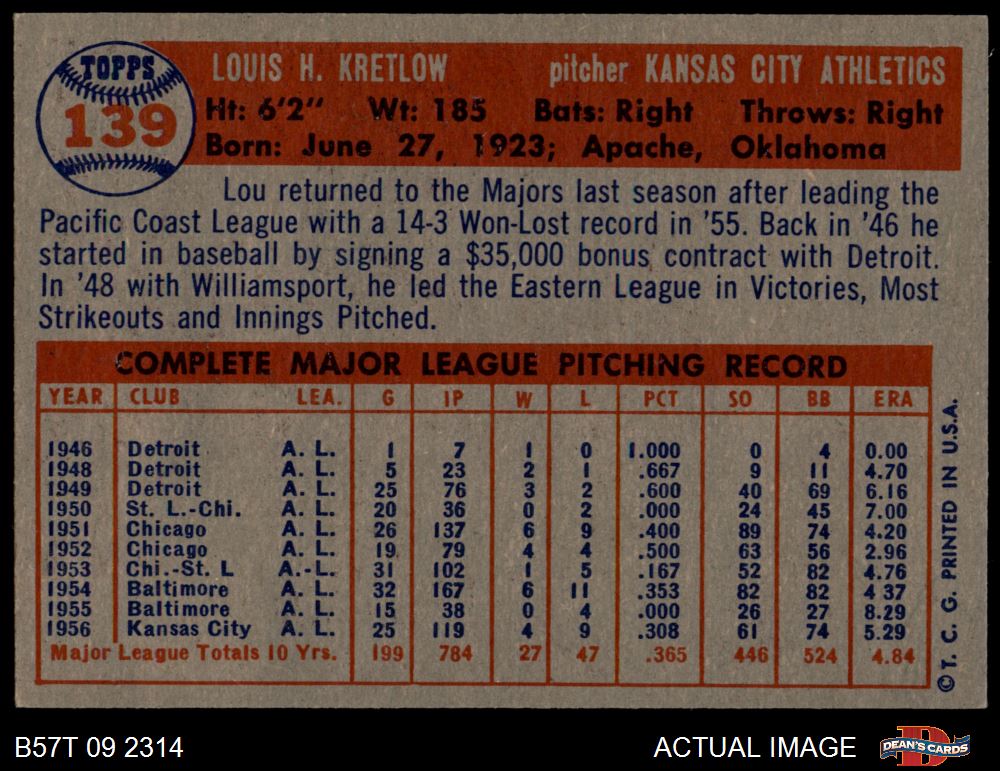 TOPPS
139
LOUIS H. KRETLOW pitcher KANSAS CITY ATHLETICS
Ht: 6'2" Wt: 185 Bats: Right Throws: Right
Born: June 27, 1923; Apache, Oklahoma
Lou returned to the Majors last season after leading the
Pacific Coast League with a 14-3 Won-Lost record in '55. Back in '46 he
started in baseball by signing a $35,000 bonus contract with Detroit.
In '48 with Williamsport, he led the Eastern League in Victories, Most
Strikeouts and Innings Pitched.
COMPLETE MAJOR LEAGUE PITCHING RECORD
YEAR CLUB LEA. G IP W L PCT SO BB ERA
1946 Detroit A. L. 1 7 1 0 1.000 0 4 0.00
1948 Detroit A. L. 5 23 2 1 .667 9 11 4.70
1949 Detroit A. L. 25 76 3 2 .600 40 69 6.16
1950 St. L.-Chi. A. L. 20 36 0 2 .000 24 45 7.00
1951 Chicago A. L. 26 137 6 9 .400 89 74 4.20
1952 Chicago A. L. 19 79 4 4 .500 63 56 2.96
1953 Chi.-St. L A.-L. 31 102 1 5 .167 52 82 4.76
1954 Baltimore A. L. 32 167 6 11 .353 82 82 4 37
1955 Baltimore A. L. 15 38 0 4 .000 26 27 8.29
1956 Kansas City A. L. 25 119 4 9 .308 61 74 5.29
Major League Totals 10 Yrs. 199 784 27 47 .365 446 524 4.84
©T. C. G. PRINTED IN U.S.A.
B57T 09 2314 ACTUAL IMAGE
DEAN'S CARDS